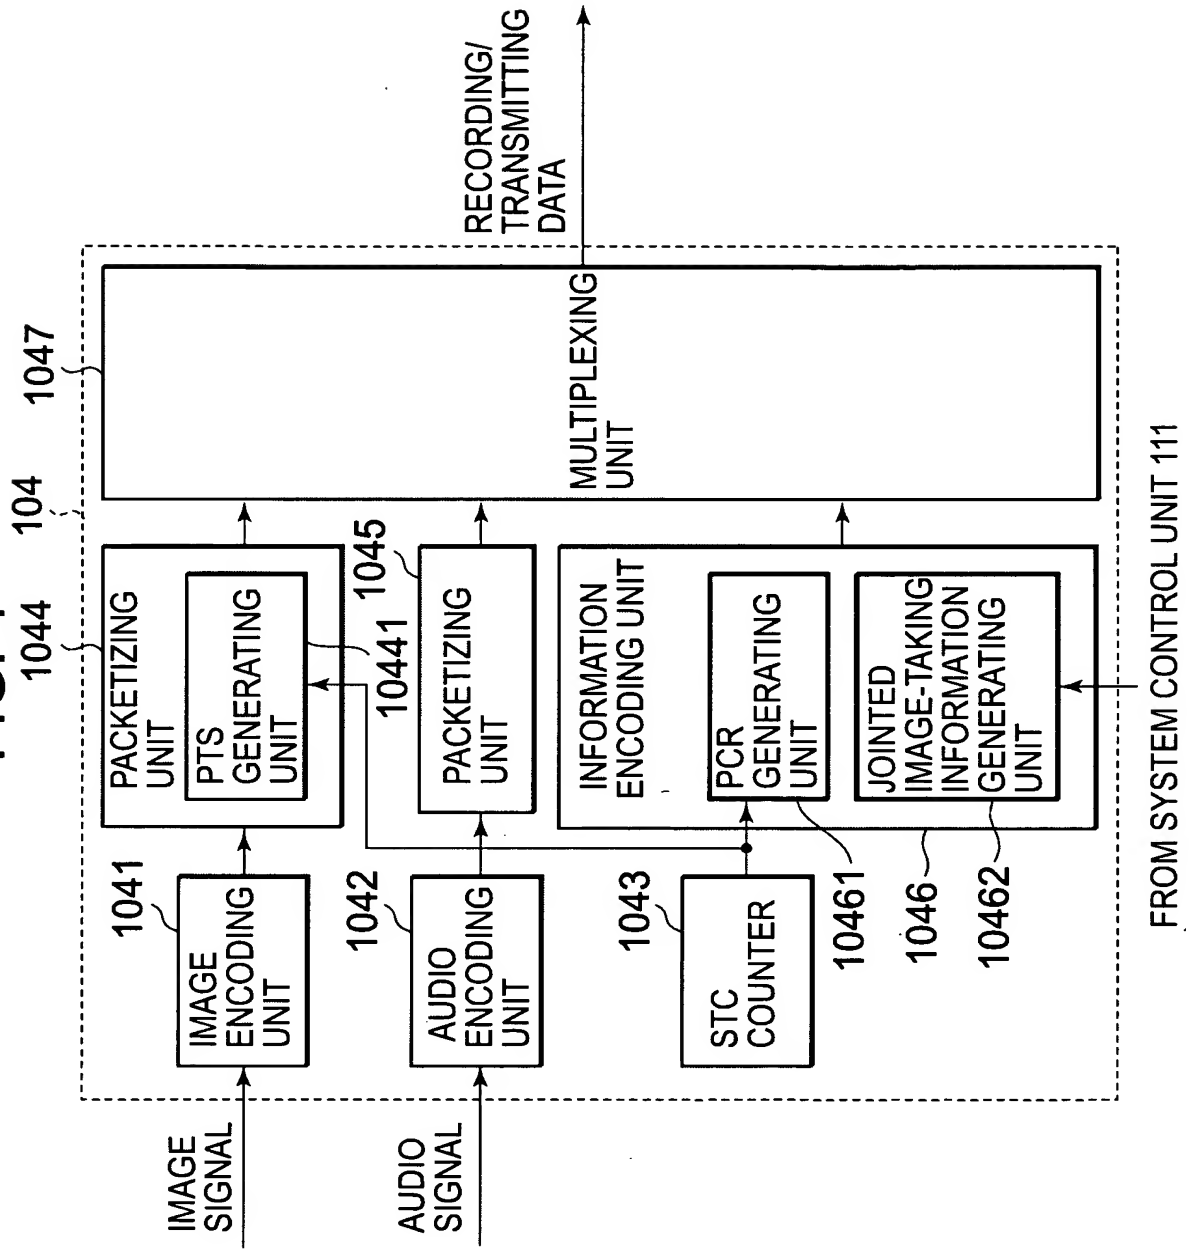 104
1047
1044
PACKETIZING
UNIT
PTS
GENERATING
UNIT
10441
1041
IMAGE
ENCODING
UNIT
IMAGE
SIGNAL
1045
PACKETIZING
UNIT
1042
AUDIO
ENCODING
UNIT
AUDIO
SIGNAL
MULTIPLEXING
UNIT
RECORDING/
TRANSMITTING
DATA
INFORMATION
ENCODING UNIT
PCR
GENERATING
UNIT
JOINTED
IMAGE-TAKING
INFORMATION
GENERATING
UNIT
1043
STC
COUNTER
10461
1046
10462
FROM SYSTEM CONTROL UNIT 111